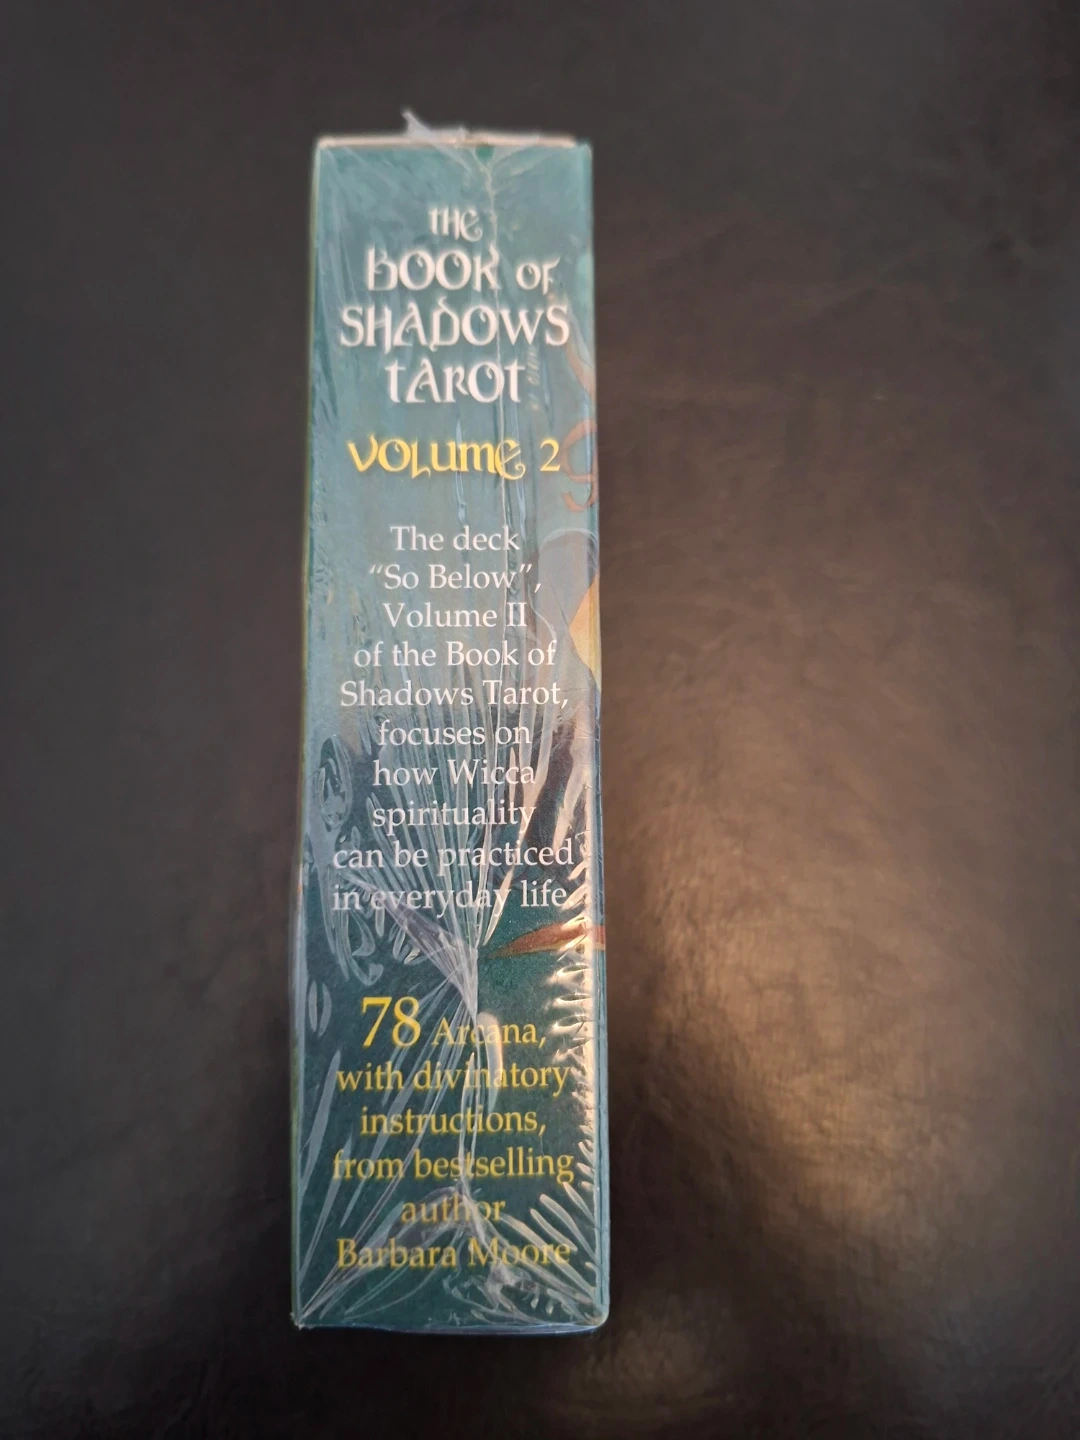 THE
BOOK OF
SHADOWS
TAROT
VOLUME 2
The deck
“So Below”,
Volume II
of the Book of
Shadows Tarot,
focuses on
how Wicca
spirituality
can be practiced
in everyday life.
78 Arcana,
with divinatory
instructions,
from bestselling
author
Barbara Moore